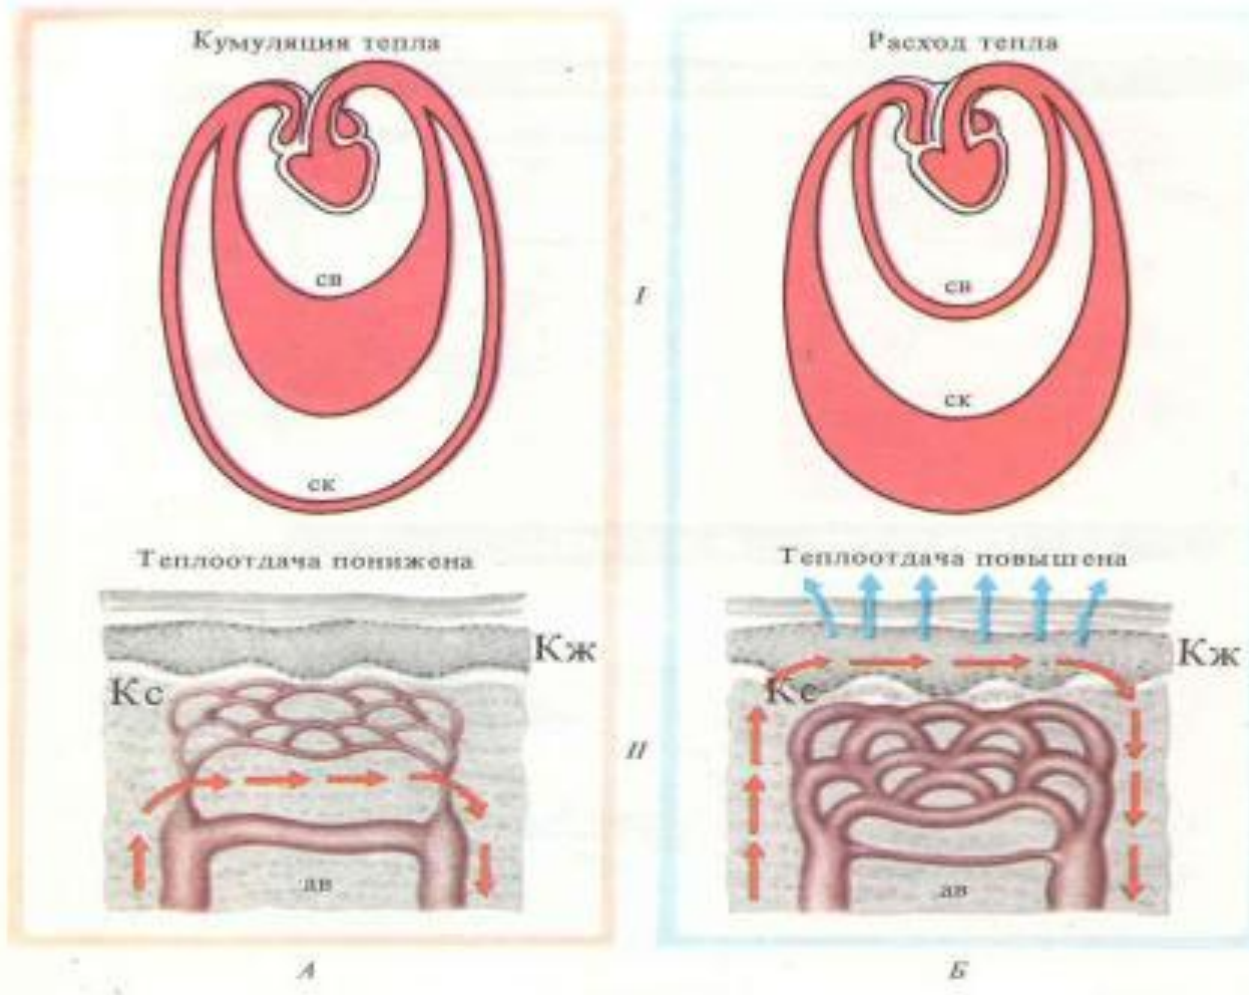 Кумуляция тепла
Расход тепла
св
св
I
ск
ск
Теплоотдача понижена
Теплоотдача повышена
Кж
Кж
Кс
Кс
II
ав
ав
А
Б